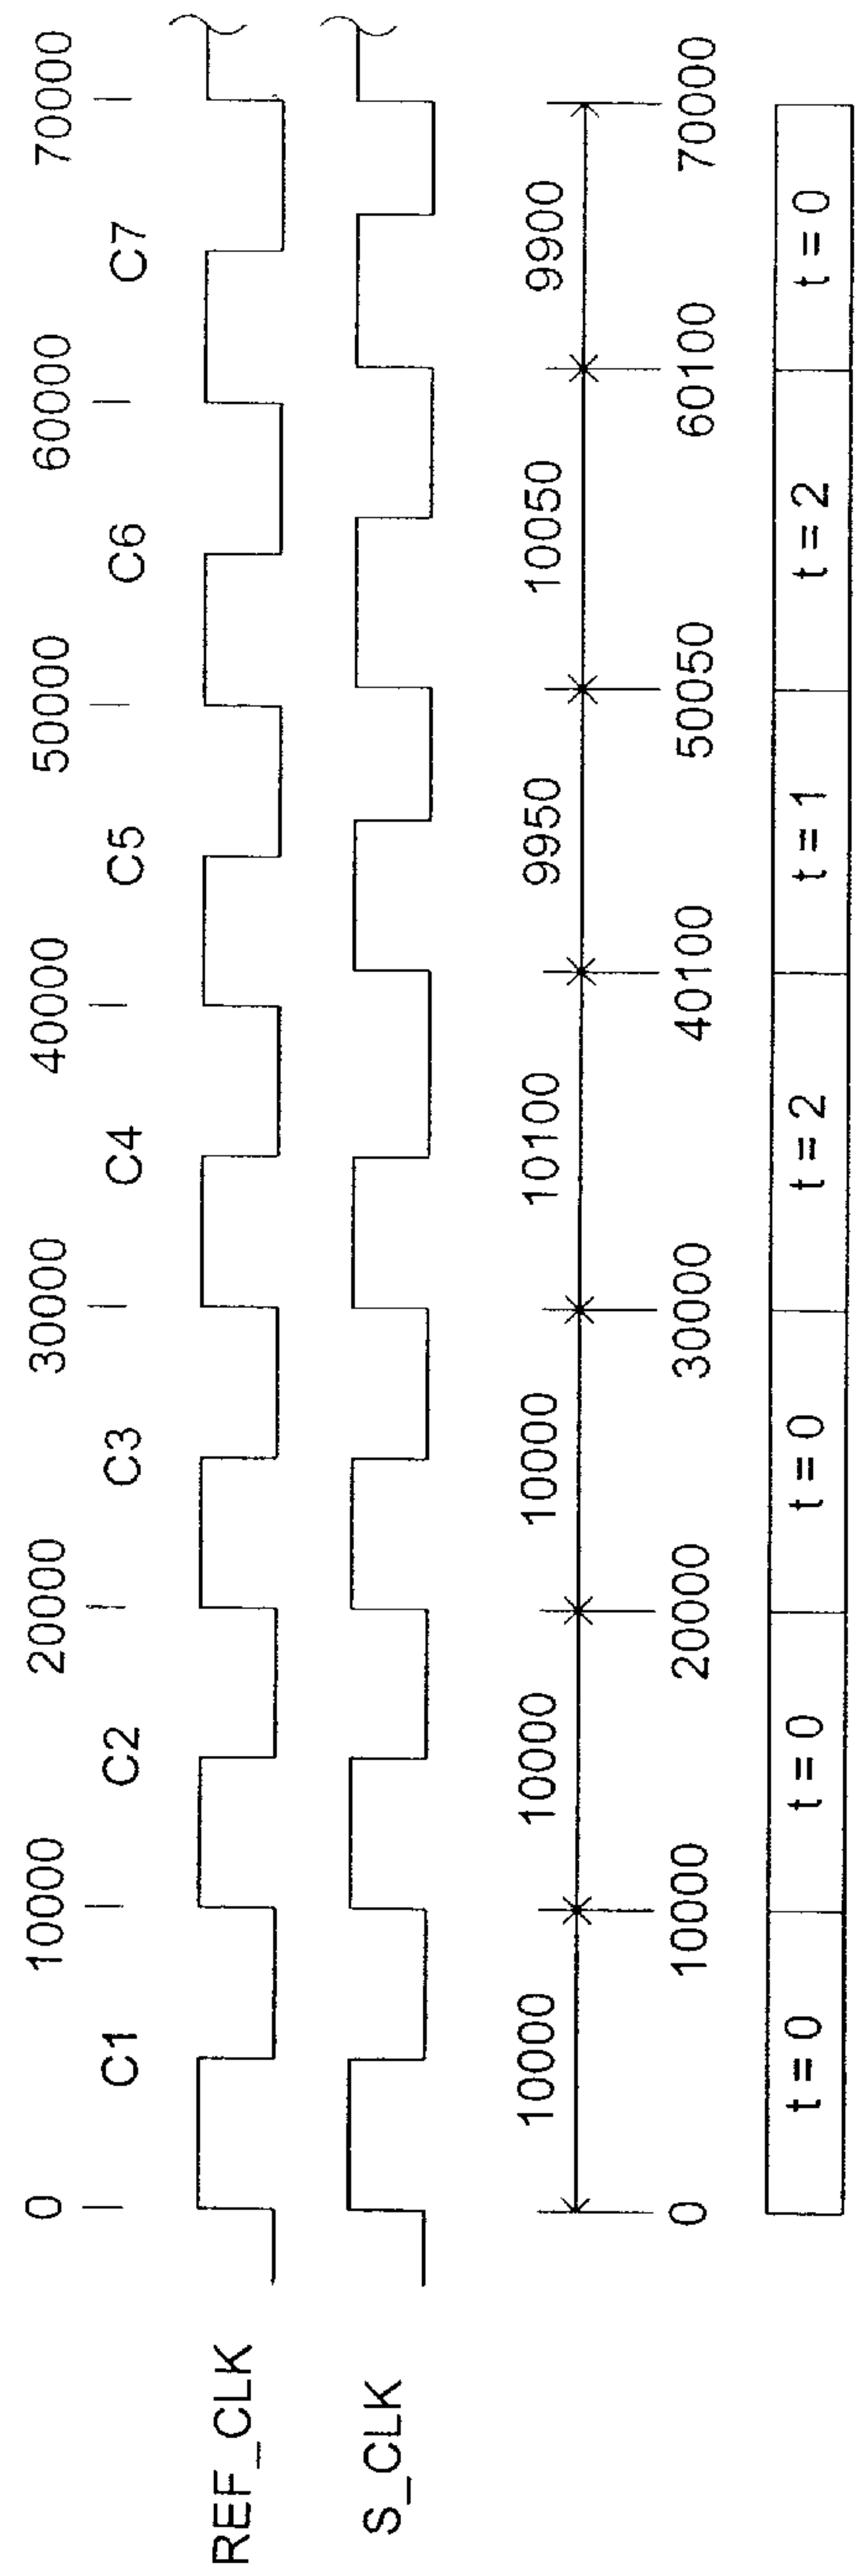 0 10000 20000 30000 40000 50000 60000 70000
C1 C2 C3 C4 C5 C6 C7
REF_CLK
S_CLK
10000 10000 10000 10100 9950 10050 9900
0 10000 20000 30000 40100 50050 60100 70000
t = 0 t = 0 t = 0 t = 2 t = 1 t = 2 t = 0